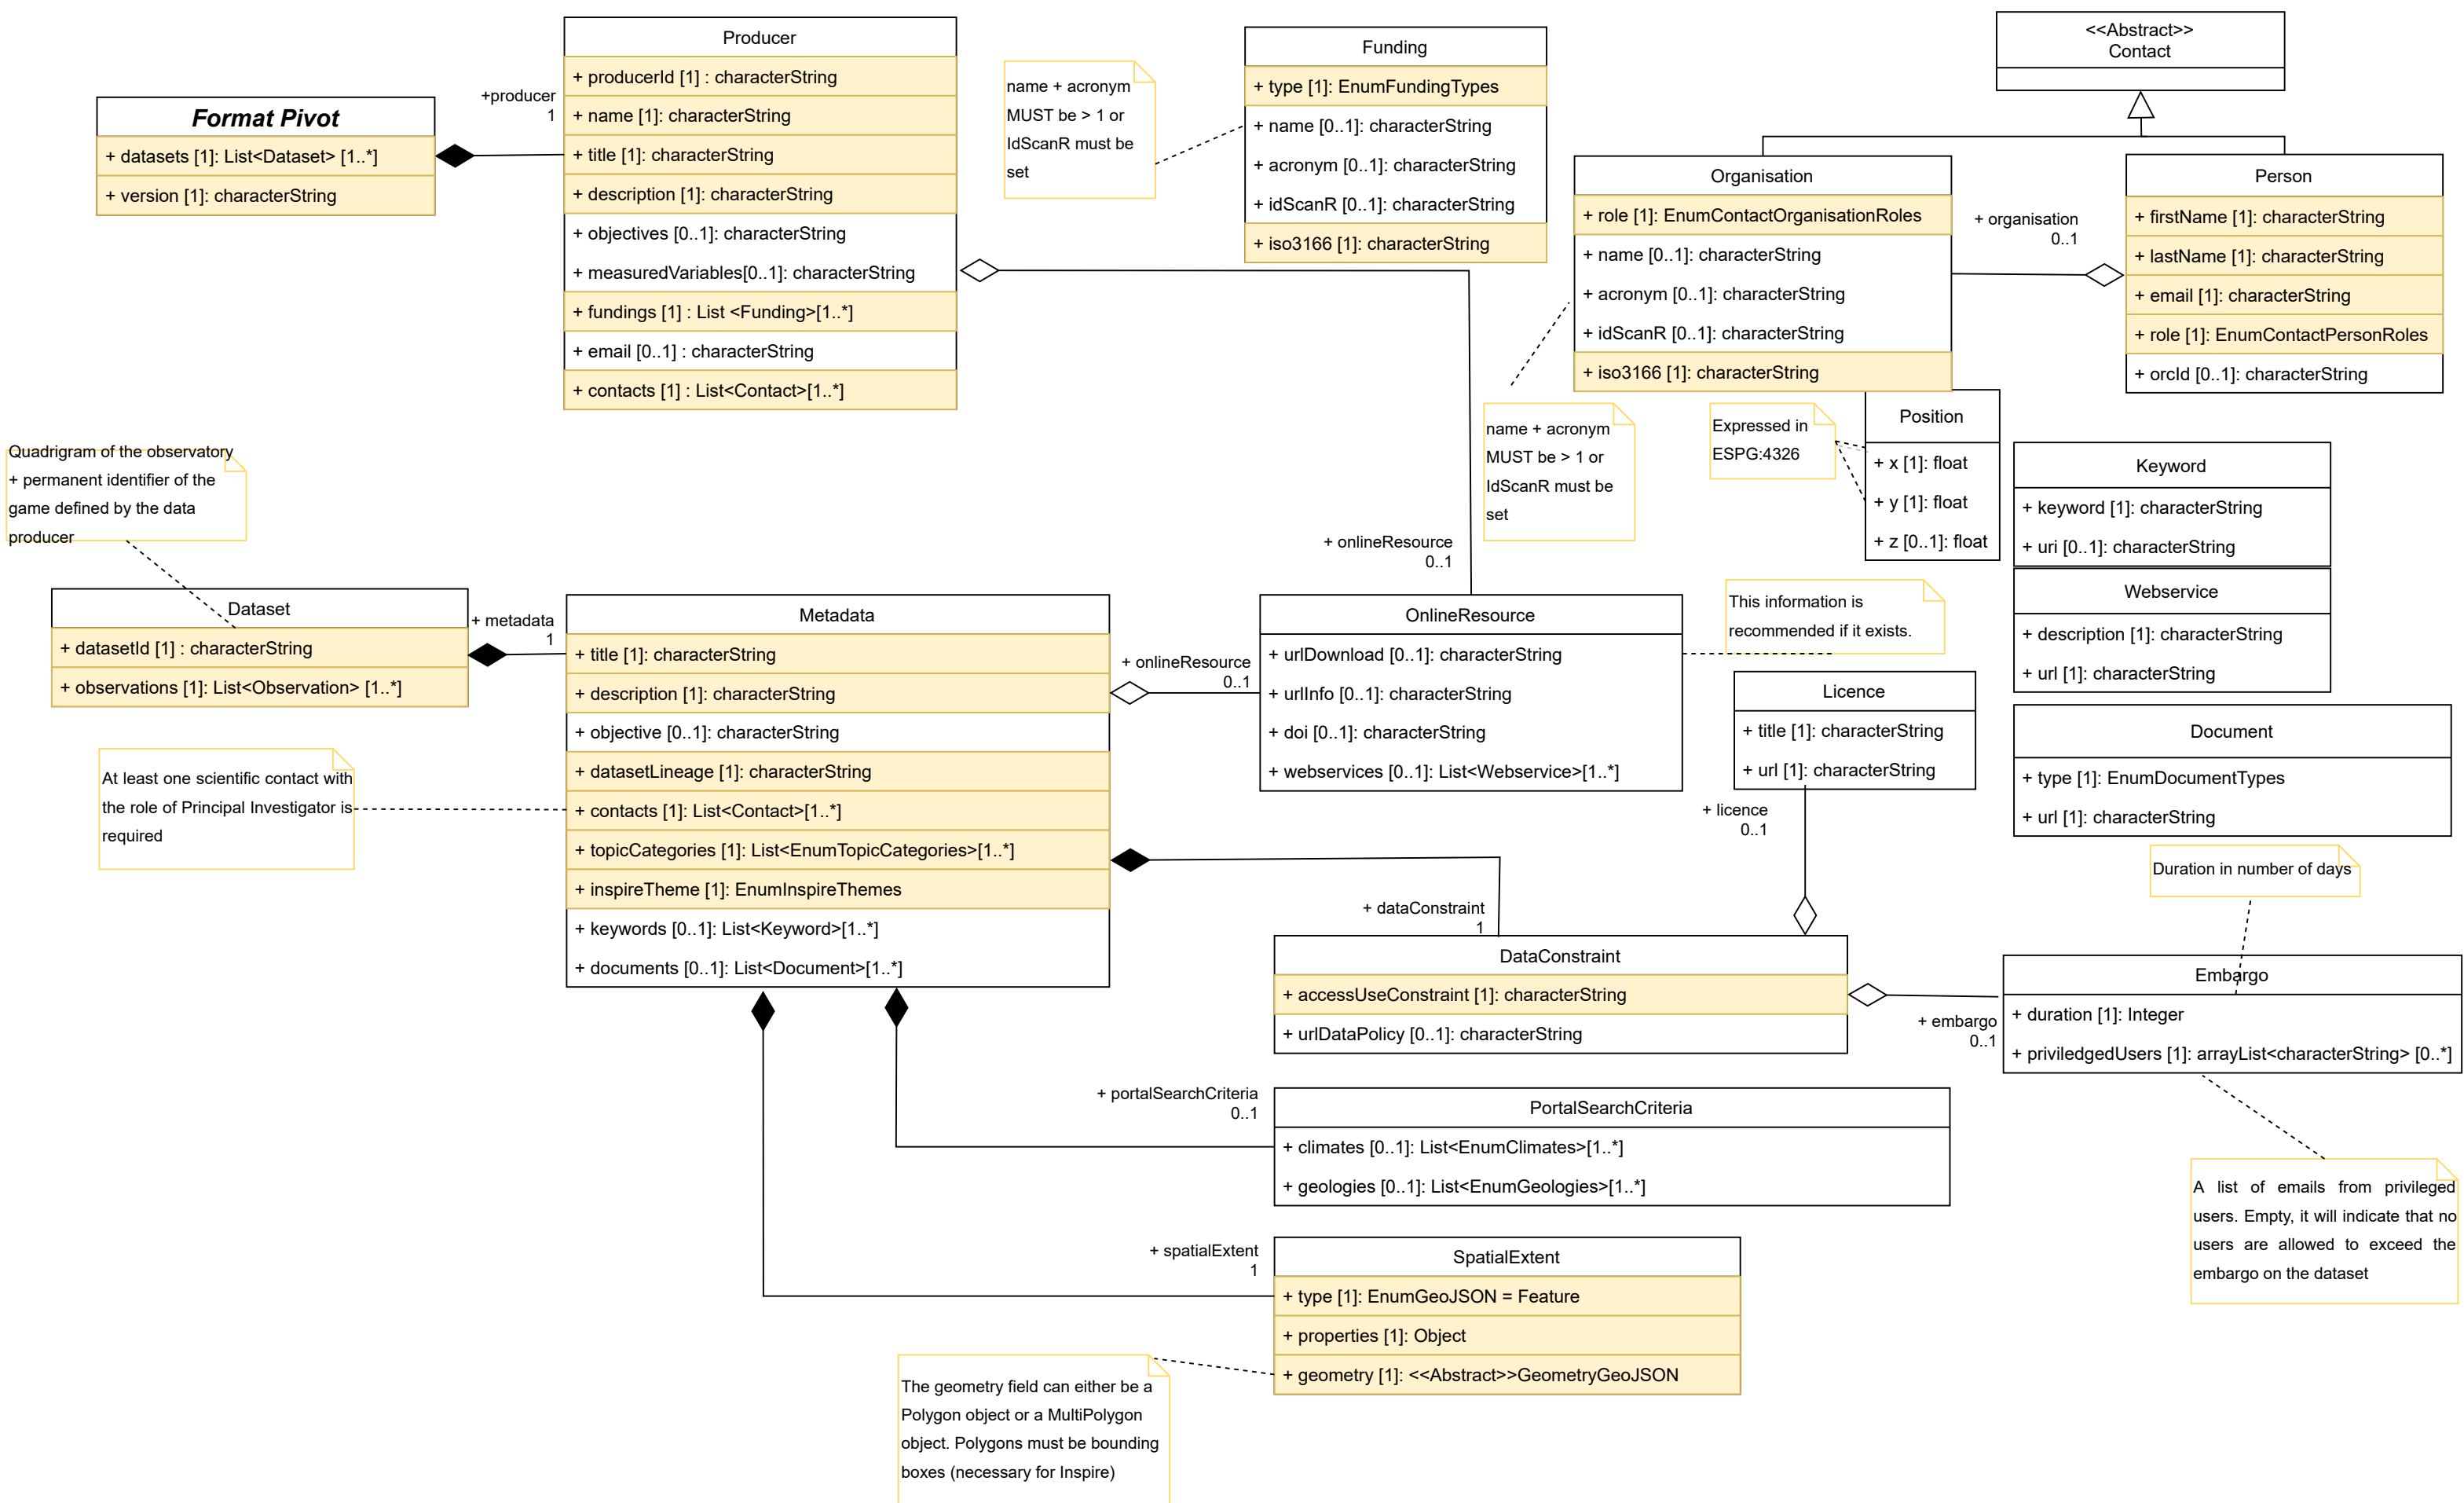 Format Pivot
+ datasets [1]: List<Dataset> [1..*]
+ version [1]: characterString
+producer
1
Producer
+ producerId [1] : characterString
+ name [1]: characterString
+ title [1]: characterString
+ description [1]: characterString
+ objectives [0..1]: characterString
+ measuredVariables[0..1]: characterString
+ fundings [1] : List <Funding>[1..*]
+ email [0..1] : characterString
+ contacts [1] : List<Contact>[1..*]
name + acronym
MUST be > 1 or
IdScanR must be
set
Funding
+ type [1]: EnumFundingTypes
+ name [0..1]: characterString
+ acronym [0..1]: characterString
+ idScanR [0..1]: characterString
+ iso3166 [1]: characterString
<<Abstract>>
Contact
Organisation
+ role [1]: EnumContactOrganisationRoles
+ name [0..1]: characterString
+ acronym [0..1]: characterString
+ idScanR [0..1]: characterString
+ iso3166 [1]: characterString
+ organisation
0..1
Person
+ firstName [1]: characterString
+ lastName [1]: characterString
+ email [1]: characterString
+ role [1]: EnumContactPersonRoles
+ orcId [0..1]: characterString
name + acronym
MUST be > 1 or
IdScanR must be
set
Expressed in
ESPG:4326
Position
+ x [1]: float
+ y [1]: float
+ z [0..1]: float
Keyword
+ keyword [1]: characterString
+ uri [0..1]: characterString
Webservice
+ description [1]: characterString
+ url [1]: characterString
Document
+ type [1]: EnumDocumentTypes
+ url [1]: characterString
Quadrigram of the observatory
+ permanent identifier of the
game defined by the data
producer
Dataset
+ datasetId [1] : characterString
+ observations [1]: List<Observation> [1..*]
+ metadata
1
At least one scientific contact with
the role of Principal Investigator is
required
Metadata
+ title [1]: characterString
+ description [1]: characterString
+ objective [0..1]: characterString
+ datasetLineage [1]: characterString
+ contacts [1]: List<Contact>[1..*]
+ topicCategories [1]: List<EnumTopicCategories>[1..*]
+ inspireTheme [1]: EnumInspireThemes
+ keywords [0..1]: List<Keyword>[1..*]
+ documents [0..1]: List<Document>[1..*]
+ onlineResource
0..1
+ onlineResource
0..1
OnlineResource
+ urlDownload [0..1]: characterString
+ urlInfo [0..1]: characterString
+ doi [0..1]: characterString
+ webservices [0..1]: List<Webservice>[1..*]
This information is
recommended if it exists.
Licence
+ title [1]: characterString
+ url [1]: characterString
+ licence
0..1
+ dataConstraint
1
DataConstraint
+ accessUseConstraint [1]: characterString
+ urlDataPolicy [0..1]: characterString
Duration in number of days
+ embargo
0..1
Embargo
+ duration [1]: Integer
+ priviledgedUsers [1]: arrayList<characterString> [0..*]
A list of emails from privileged
users. Empty, it will indicate that no
users are allowed to exceed the
embargo on the dataset
+ portalSearchCriteria
0..1
PortalSearchCriteria
+ climates [0..1]: List<EnumClimates>[1..*]
+ geologies [0..1]: List<EnumGeologies>[1..*]
+ spatialExtent
1
SpatialExtent
+ type [1]: EnumGeoJSON = Feature
+ properties [1]: Object
+ geometry [1]: <<Abstract>>GeometryGeoJSON
The geometry field can either be a
Polygon object or a MultiPolygon
object. Polygons must be bounding
boxes (necessary for Inspire)